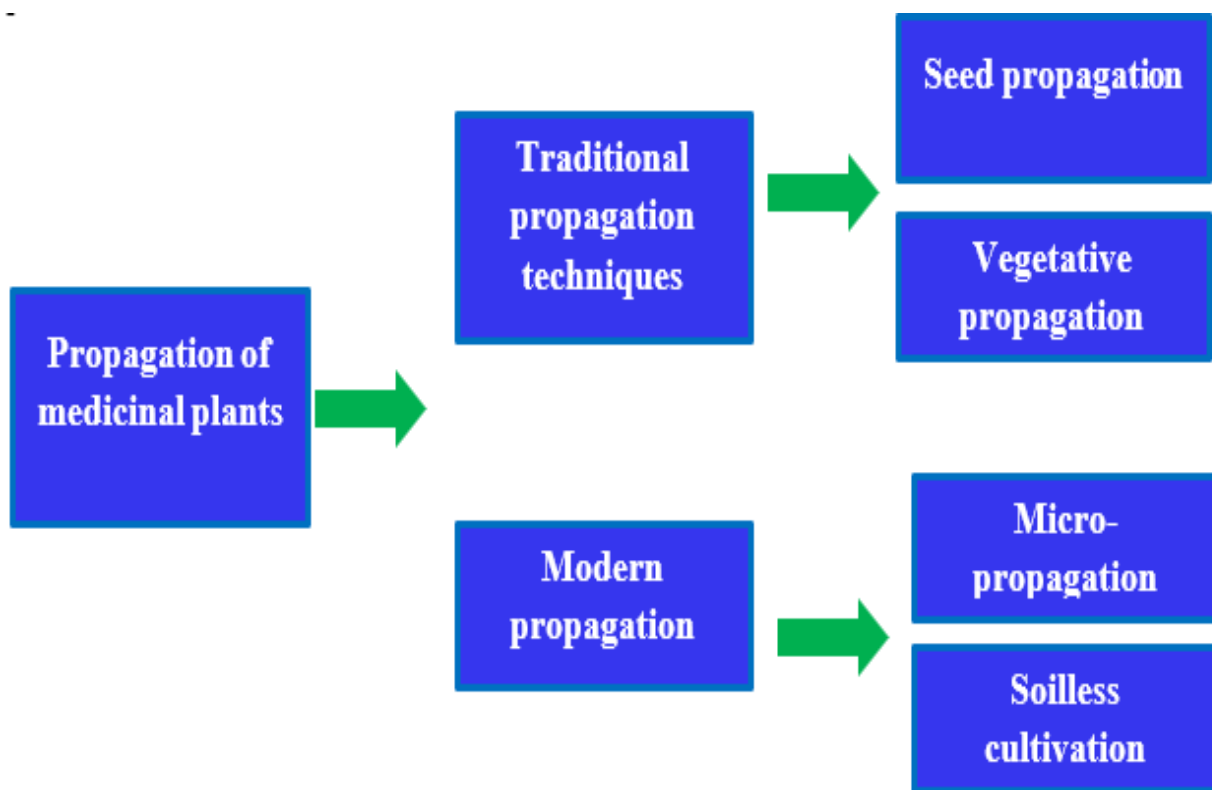 Propagation of
medicinal plants
Traditional
propagation
techniques
Seed propagation
Vegetative
propagation
Modern
propagation
Micro-
propagation
Soilless
cultivation